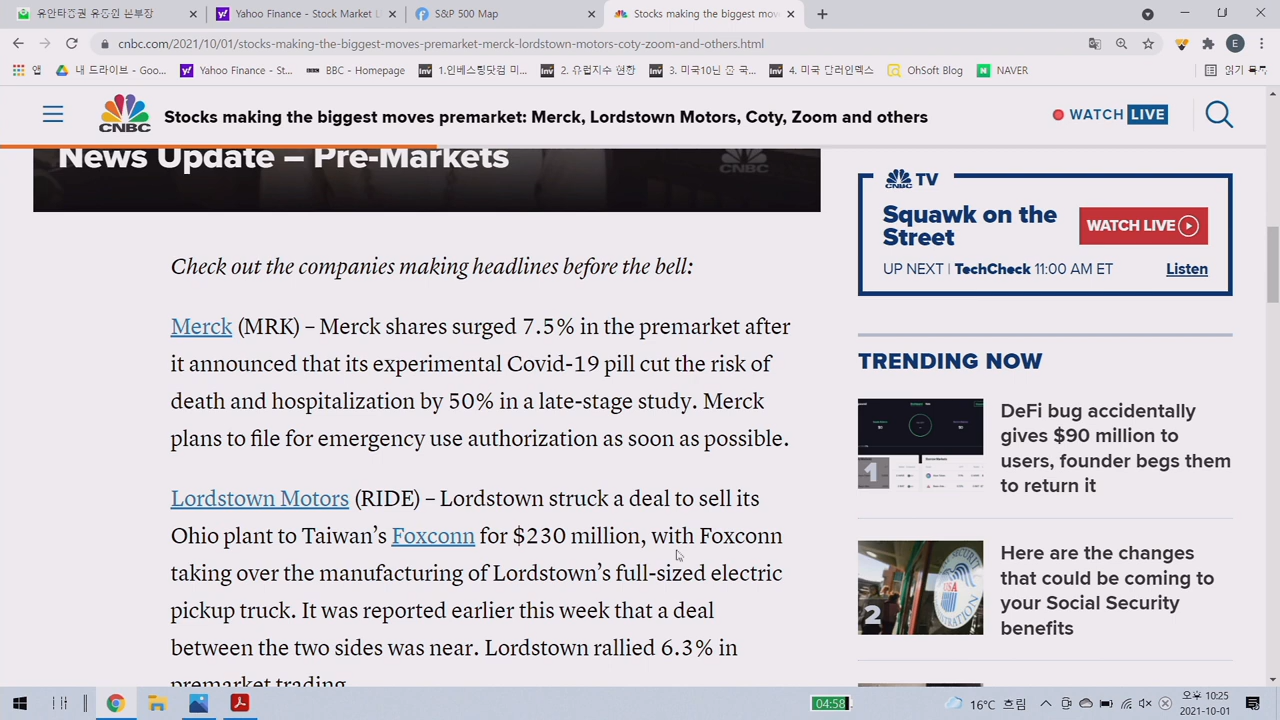 유안타증권 유동원 본부장
Yahoo Finance - Stock Market Li
S&P 500 Map
Stocks making the biggest mov
cnbc.com/2021/10/01/stocks-making-the-biggest-moves-premarket-merck-lordstown-motors-coty-zoom-and-others.html
E
앱
내 드라이브 - Goo...
Yahoo Finance - St...
BBC - Homepage
Inv 1.인베스팅닷컴 미...
Inv 2. 유럽지수 현황
Inv 3. 미국10년 존 국...
Inv 4. 미국 달러인덱스
OhSoft Blog
NAVER
읽기 목록
CNBC
Stocks making the biggest moves premarket: Merck, Lordstown Motors, Coty, Zoom and others
WATCH LIVE
News Update – Pre-Markets
CNBC
Check out the companies making headlines before the bell:
Merck (MRK) – Merck shares surged 7.5% in the premarket after
it announced that its experimental Covid-19 pill cut the risk of
death and hospitalization by 50% in a late-stage study. Merck
plans to file for emergency use authorization as soon as possible.
Lordstown Motors (RIDE) – Lordstown struck a deal to sell its
Ohio plant to Taiwan’s Foxconn for $230 million, with Foxconn
taking over the manufacturing of Lordstown’s full-sized electric
pickup truck. It was reported earlier this week that a deal
between the two sides was near. Lordstown rallied 6.3% in
premarket trading.
CNBC TV
Squawk on the
Street
WATCH LIVE
UP NEXT | TechCheck 11:00 AM ET
Listen
TRENDING NOW
1
DeFi bug accidentally
gives $90 million to
users, founder begs them
to return it
SOCIAL SECURITY
USA
ADMINISTRATION
2
Here are the changes
that could be coming to
your Social Security
benefits
04:58
16°C 흐림
오후 10:25
2021-10-01